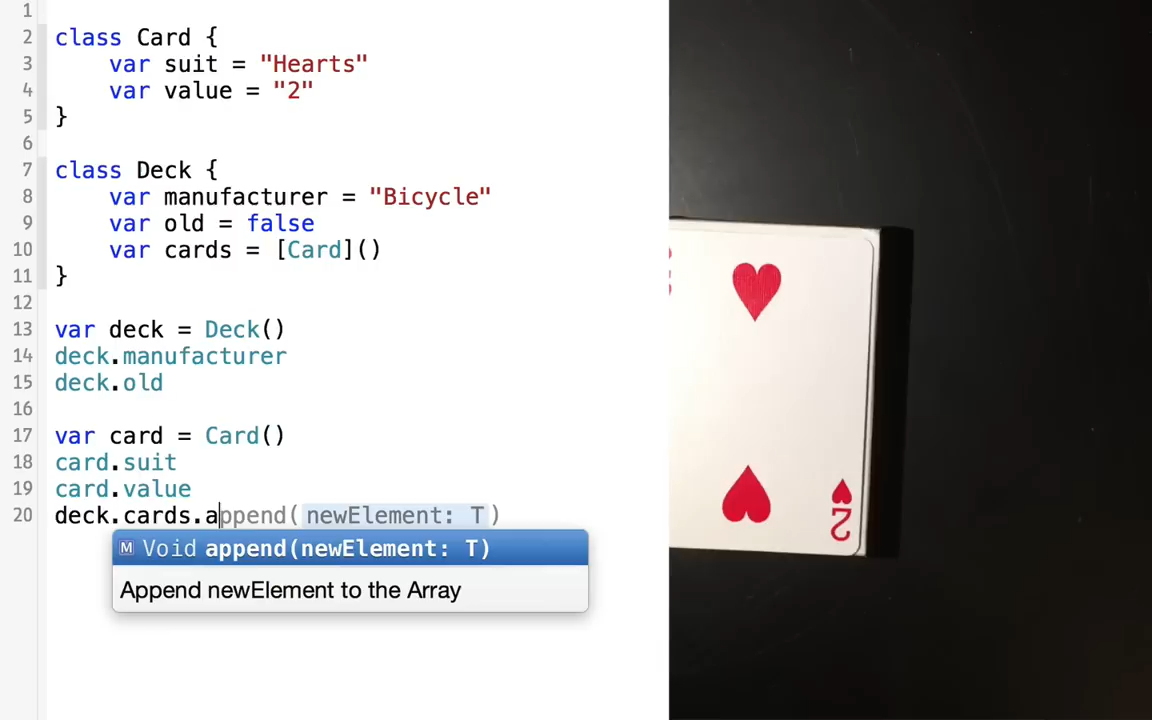 1
2 class Card {
3 var suit = "Hearts"
4 var value = "2"
5 }
6
7 class Deck {
8 var manufacturer = "Bicycle"
9 var old = false
10 var cards = [Card]()
11 }
12
13 var deck = Deck()
14 deck.manufacturer
15 deck.old
16
17 var card = Card()
18 card.suit
19 card.value
20 deck.cards.append(newElement: T)
M Void append(newElement: T)
Append newElement to the Array
2